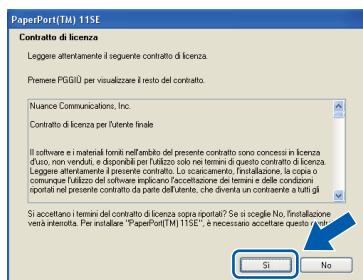 PaperPort(TM) 11SE
Contratto di licenza
Leggere attentamente il seguente contratto di licenza.
Premere PGGIÙ per visualizzare il resto del contratto.
Nuance Communications, Inc.
Contratto di licenza per l'utente finale
Il software e i materiali forniti nell'ambito del presente contratto sono concessi in licenza
d'uso, non venduti, e disponibili per l'utilizzo solo nei termini di questo contratto di licenza.
Leggere attentamente il presente contratto. Lo scaricamento, l'installazione, la copia o
comunque l'utilizzo del software implicano l'accettazione dei termini e delle condizioni
riportati nel presente contratto da parte dell'utente, che diventa un contraente a tutti gli
Si accettano i termini del contratto di licenza sopra riportati? Se si sceglie No, l'installazione
verrà interrotta. Per installare "PaperPort(TM) 11SE", è necessario accettare questo
Sì No